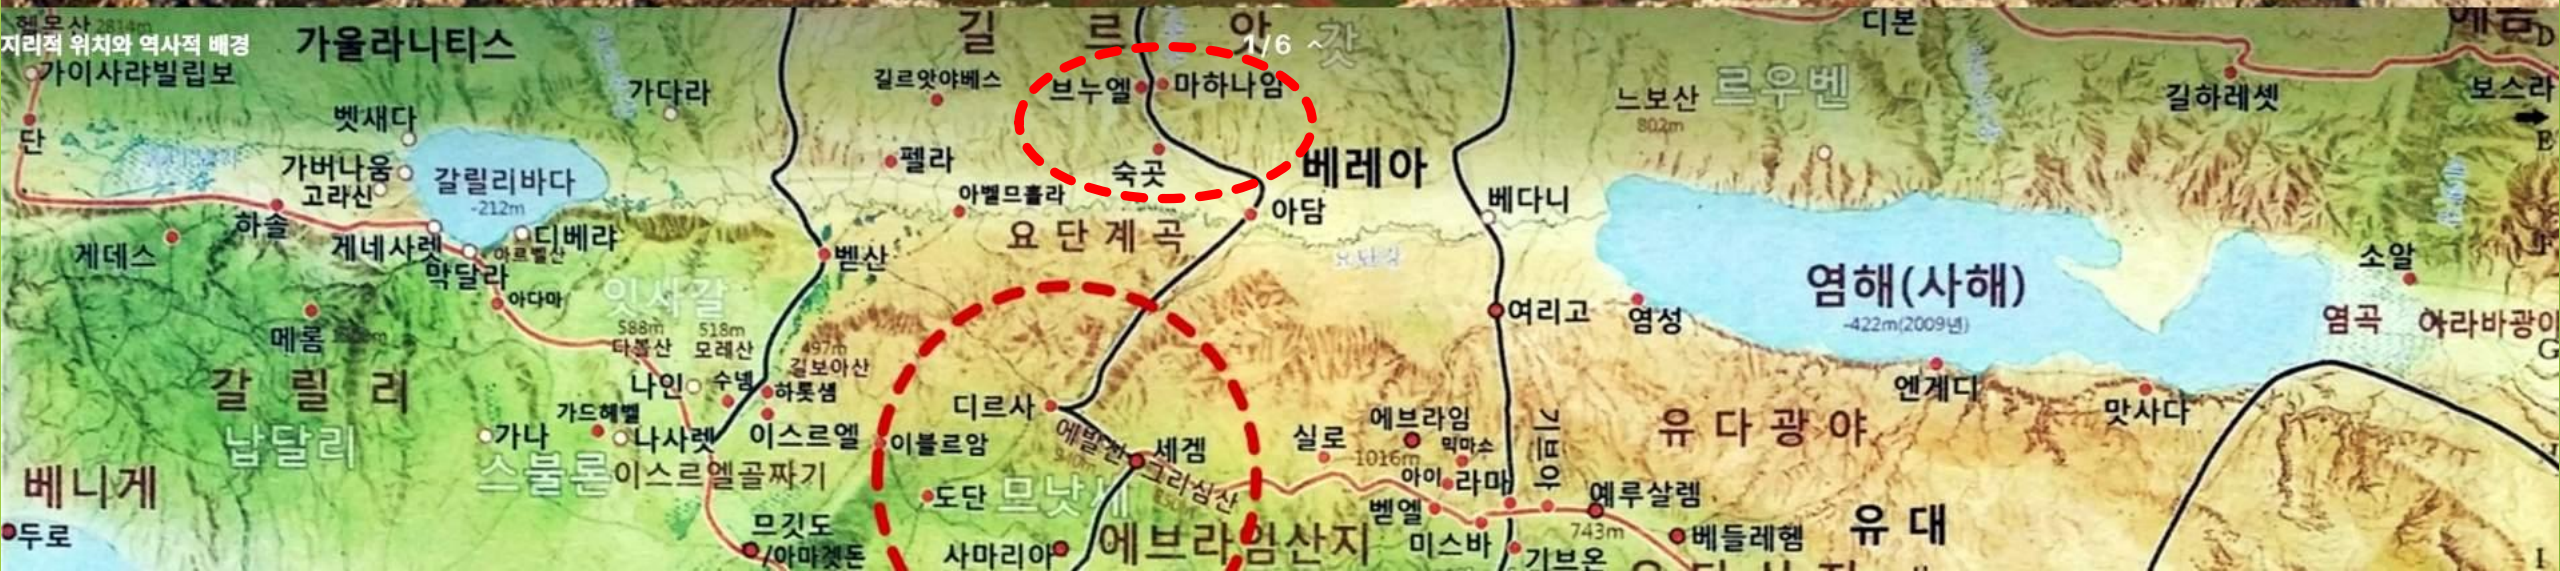 헬몬산 2814m
지리적 위치와 역사적 배경
가울라니티스
길 르 앗
1/6 ~
갓
디본
D
가이사랴빌립보
가다라
길르앗야베스
브누엘
마하나임
느보산
802m
르우벤
길하레셋
보스라
벳새다
단
E
가버나움
고라신
갈릴리바다
-212m
펠라
숙곳
베레아
아벨므홀라
베다니
하솔
게네사렛
디베랴
아르벨산
아담
게데스
막달라
벧산
요 단 계 곡
요단강
염해(사해)
-422m(2009년)
소알
F
아다마
잇사갈
메롬
588m
다볼산
518m
모레산
497m
길보아산
여리고
염성
염곡
아라바광야
G
갈 릴 리
나인
수넴
하롯샘
디르사
엔게디
맛사다
가드헤벨
가나
나사렛
이스르엘
이블르암
에발산
940m
세겜
그리심산
실로
에브라임
1016m
믹마스
기브아
유 다 광 야
납달리
스불론
이스르엘골짜기
베니게
도단
므낫세
아이
라마
벧엘
예루살렘
743m
유 대
두로
므깃도
/아마겟돈
사마리아
에브라임산지
미스바
기브온
베들레헴
I